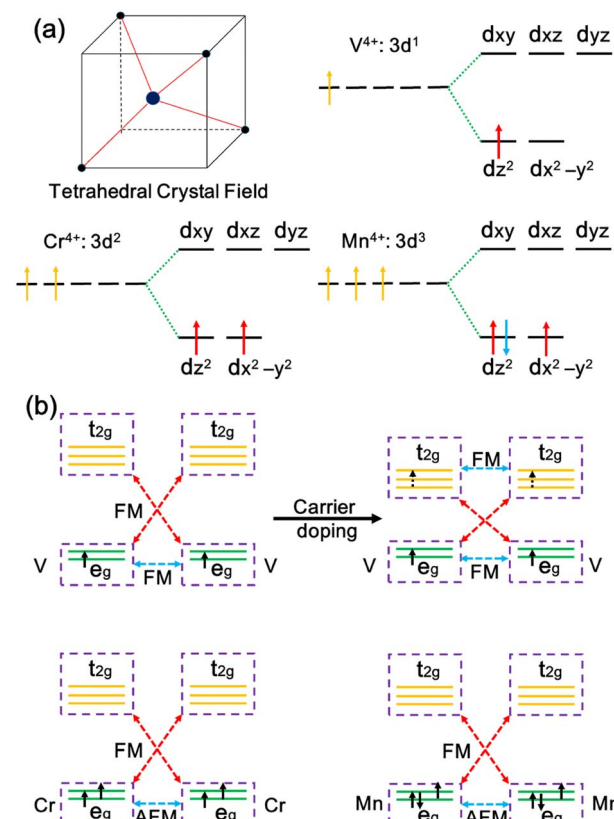 (a)
V⁴⁺: 3d¹
dxy dxz dyz
dz² dx²–y²
Tetrahedral Crystal Field
Cr⁴⁺: 3d²
dxy dxz dyz
dz² dx²–y²
Mn⁴⁺: 3d³
dxy dxz dyz
dz² dx²–y²
(b)
t2g t2g
FM
V eg FM eg V
Carrier
doping
t2g FM t2g
V eg FM eg V
t2g t2g
FM
Cr eg AFM eg Cr
t2g t2g
FM
Mn eg AFM eg Mn